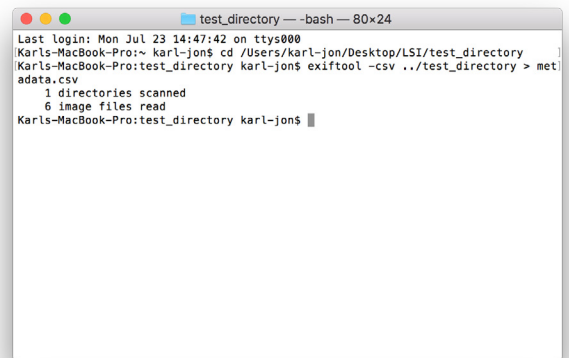 test_directory — -bash — 80×24
Last login: Mon Jul 23 14:47:42 on ttys000
[Karls-MacBook-Pro:~ karl-jon$ cd /Users/karl-jon/Desktop/LSI/test_directory ]
[Karls-MacBook-Pro:test_directory karl-jon$ exiftool -csv ../test_directory > met]
adata.csv
1 directories scanned
6 image files read
Karls-MacBook-Pro:test_directory karl-jon$